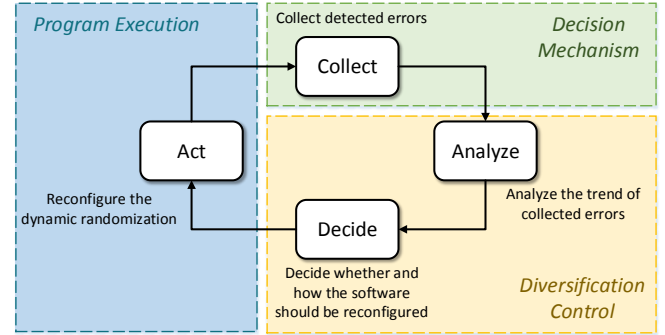 Program Execution
Collect detected errors
Decision
Mechanism
Collect
Act
Analyze
Reconfigure the
dynamic randomization
Analyze the trend of
collected errors
Decide
Decide whether and
how the software
should be reconfigured
Diversification
Control